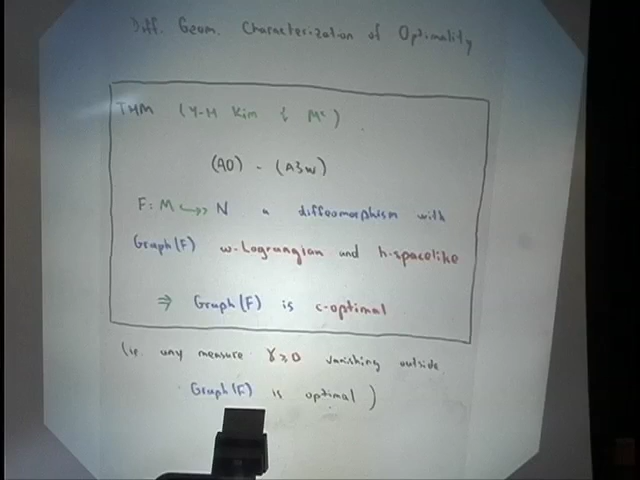 Diff. Geom. Characterization of Optimality
THM (Y-H Kim & Mc)
(A0) - (A3w)
F: M ↪↠ N a diffeomorphism with
Graph(F) w-Lagrangian and h-spacelike
⇒ Graph(F) is c-optimal
(ie. any measure γ≥0 vanishing outside
Graph(F) is optimal)